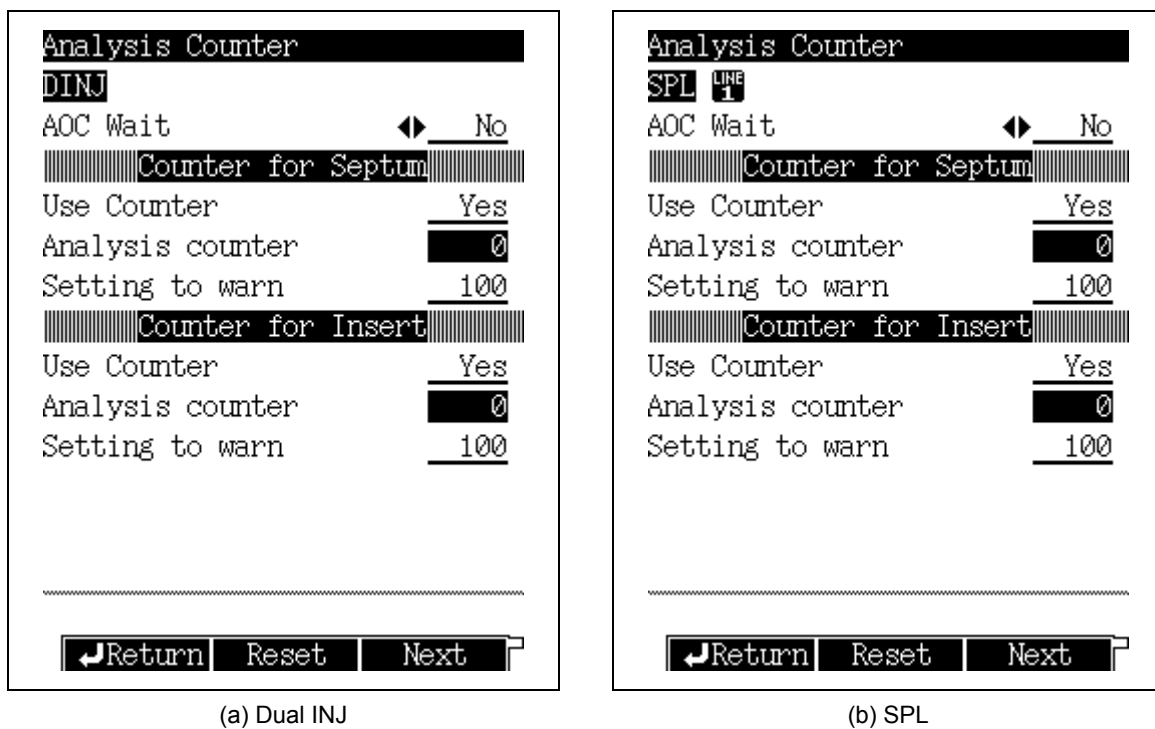 Analysis Counter
DINJ
AOC Wait No
Counter for Septum
Use Counter Yes
Analysis counter 0
Setting to warn 100
Counter for Insert
Use Counter Yes
Analysis counter 0
Setting to warn 100
Return Reset Next
(a) Dual INJ
Analysis Counter
SPL LINE 1
AOC Wait No
Counter for Septum
Use Counter Yes
Analysis counter 0
Setting to warn 100
Counter for Insert
Use Counter Yes
Analysis counter 0
Setting to warn 100
Return Reset Next
(b) SPL